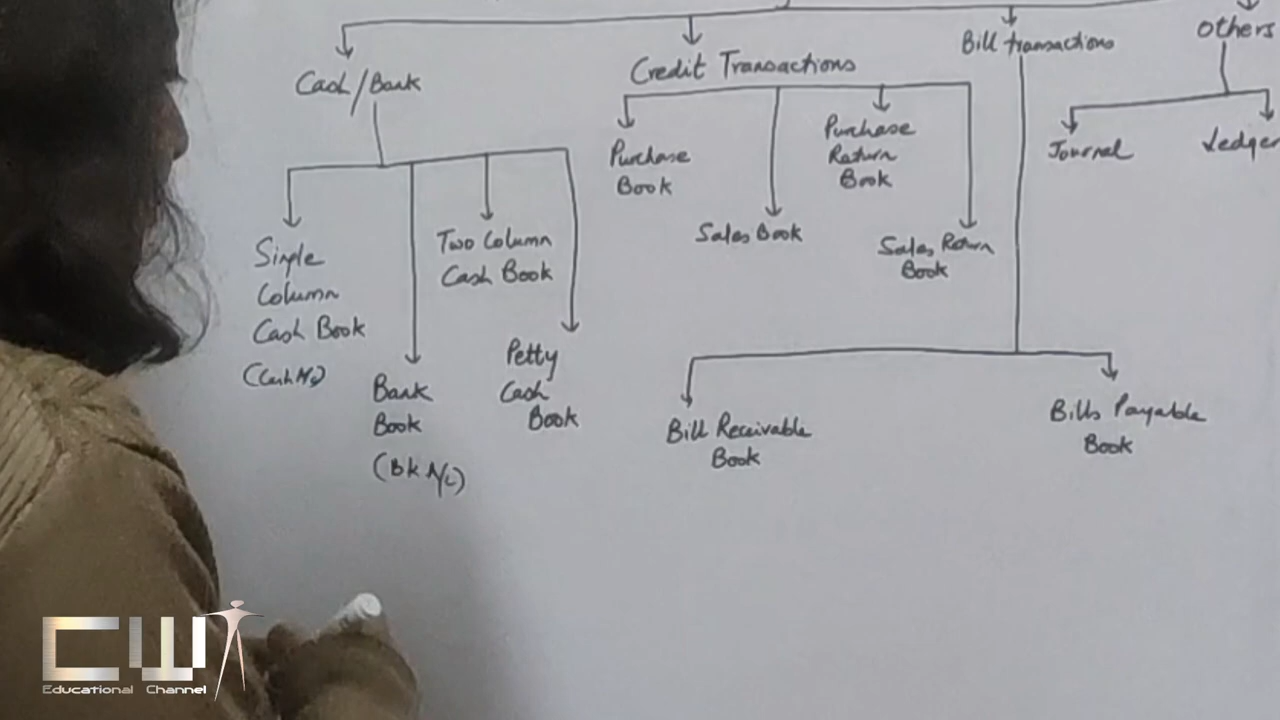 Cash/Bank
Credit Transactions
Bill transactions
Others
Single
Column
Cash Book
(Cash A/c)
Bank
Book
(Bk A/c)
Two Column
Cash Book
Petty
Cash
Book
Purchase
Book
Sales Book
Purchase
Return
Book
Sales Return
Book
Bill Receivable
Book
Bills Payable
Book
Journal
Ledger
CW
Educational Channel